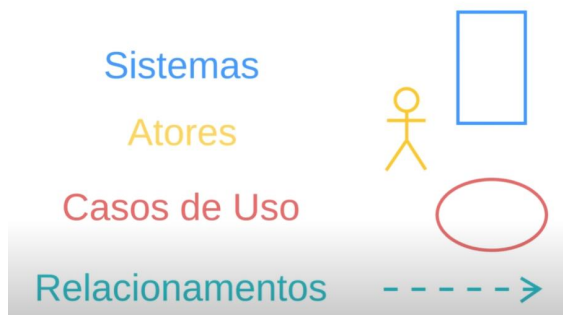 Sistemas
Atores
Casos de Uso
Relacionamentos